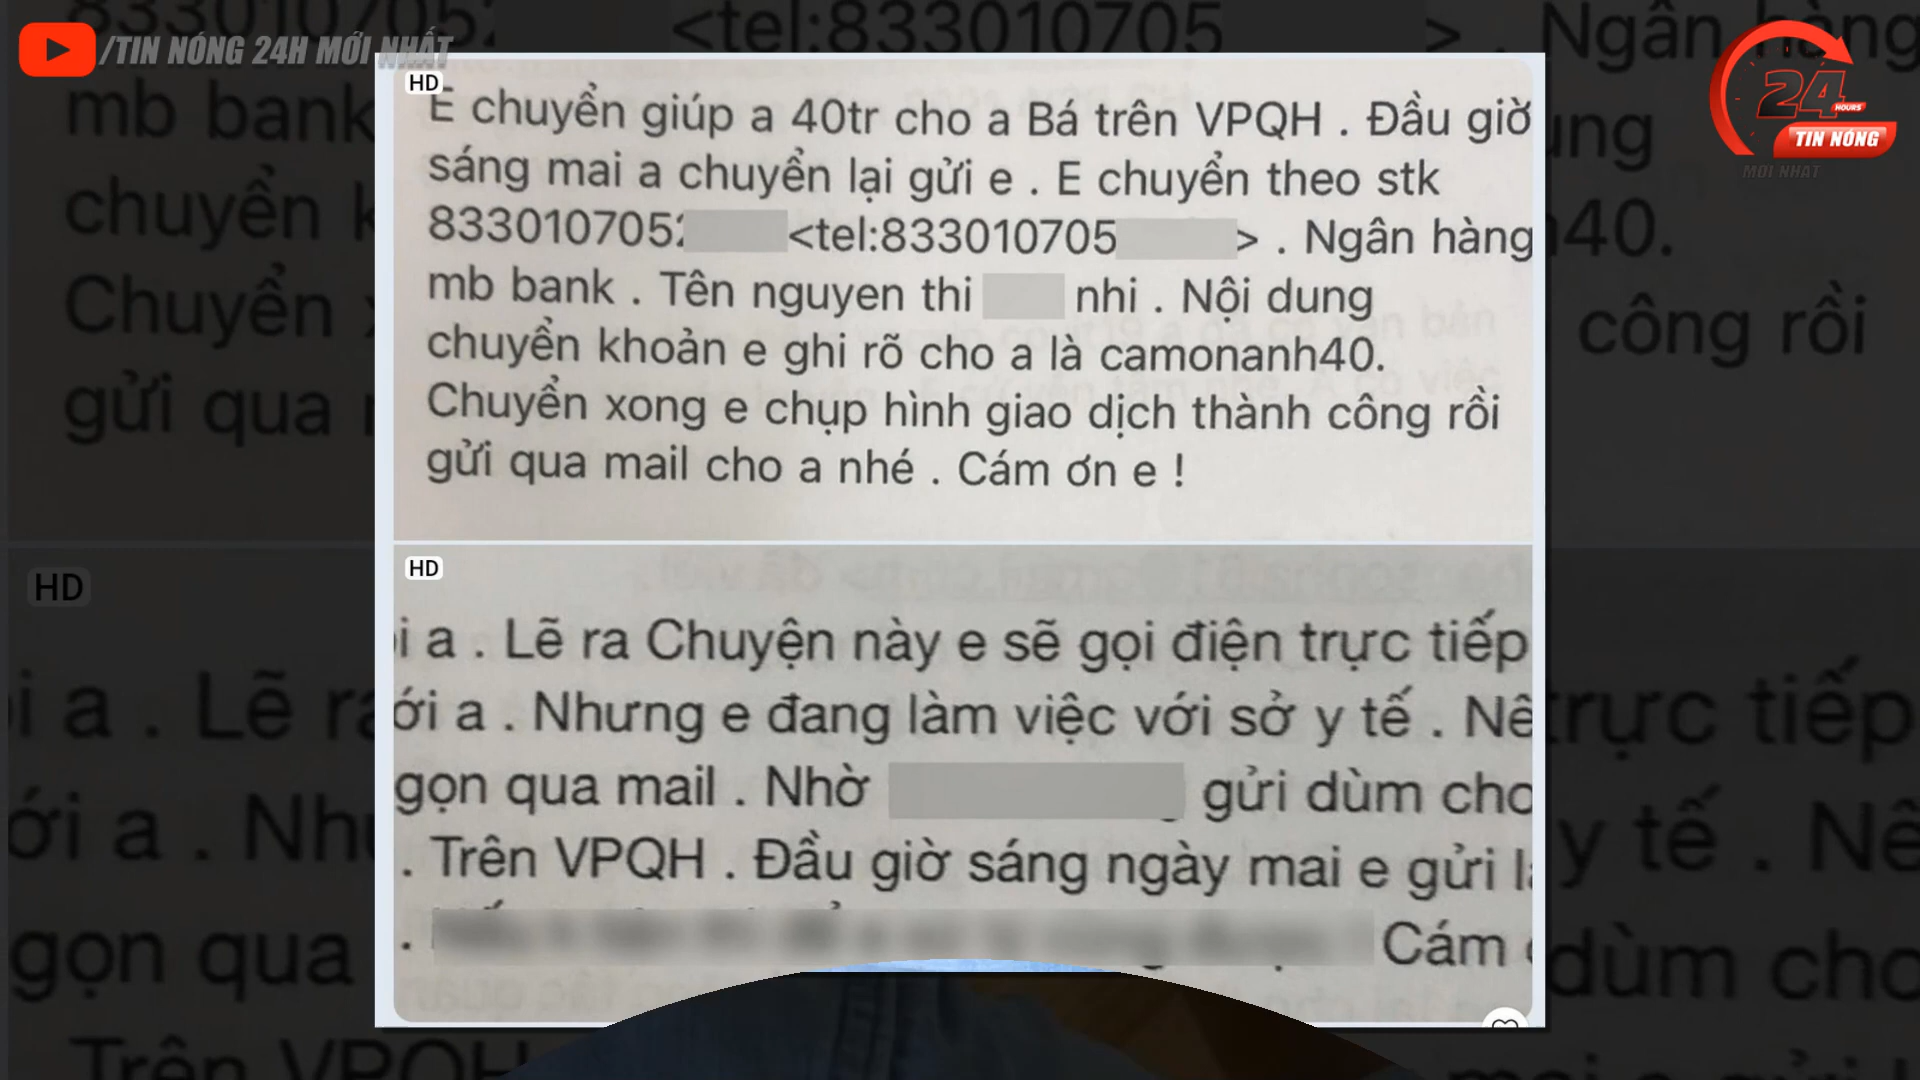 /TIN NÓNG 24H MỚI NHẤT
24
HOURS
TIN NÓNG
MỚI NHẤT
HD
E chuyển giúp a 40tr cho a Bá trên VPQH . Đầu giờ
sáng mai a chuyển lại gửi e . E chuyển theo stk
833010705 <tel:833010705 > . Ngân hàng
mb bank . Tên nguyen thi nhi . Nội dung
chuyển khoản e ghi rõ cho a là camonanh40.
Chuyển xong e chụp hình giao dịch thành công rồi
gửi qua mail cho a nhé . Cám ơn e !
HD
i a . Lẽ ra Chuyện này e sẽ gọi điện trực tiếp
ới a . Nhưng e đang làm việc với sở y tế . Nê
gọn qua mail . Nhờ gửi dùm cho
. Trên VPQH . Đầu giờ sáng ngày mai e gửi l
. Cám